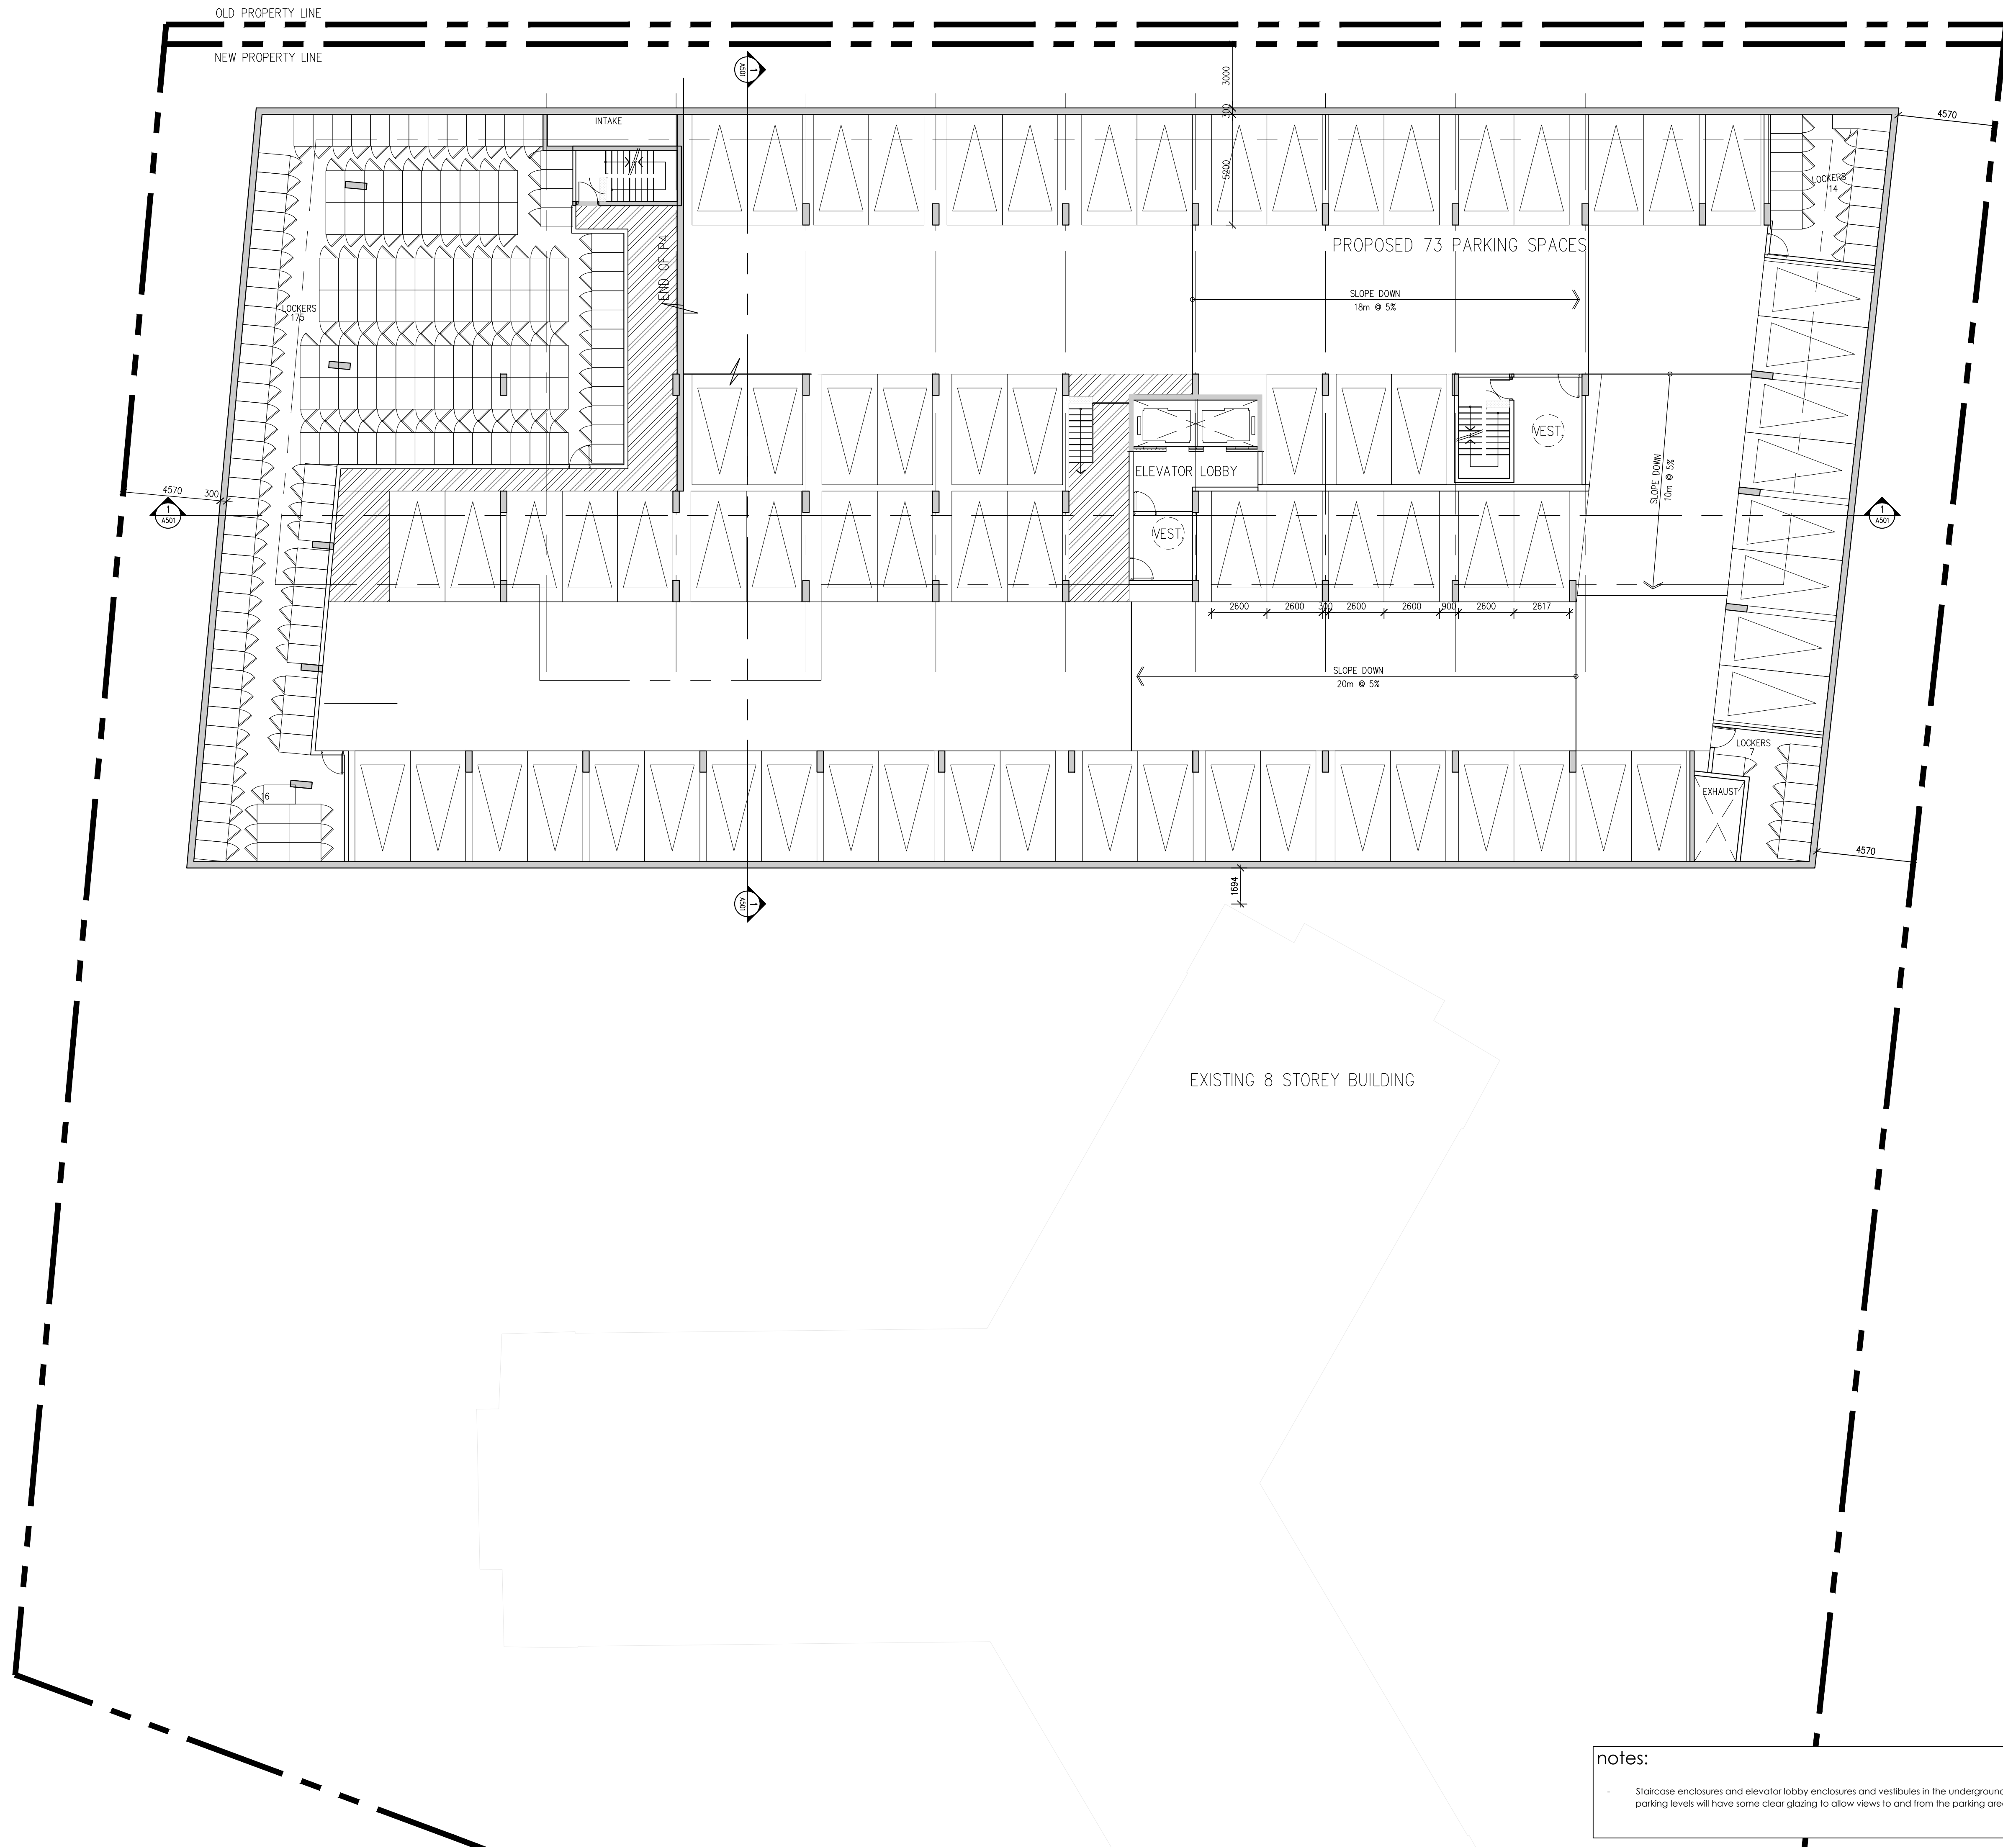 OLD PROPERTY LINE
NEW PROPERTY LINE
1
A501
3000
300
4570
INTAKE
5200
LOCKERS
14
PROPOSED 73 PARKING SPACES
END OF P4
SLOPE DOWN
18m @ 5%
LOCKERS
175
VEST.
ELEVATOR LOBBY
SLOPE DOWN
10m @ 5%
4570
300
1
A501
1
A501
VEST.
2600
2600
300
2600
2600
900
2600
2617
SLOPE DOWN
20m @ 5%
LOCKERS
7
EXHAUST
16
4570
1694
1
A501
EXISTING 8 STOREY BUILDING
notes:
- Staircase enclosures and elevator lobby enclosures and vestibules in the underground
parking levels will have some clear glazing to allow views to and from the parking